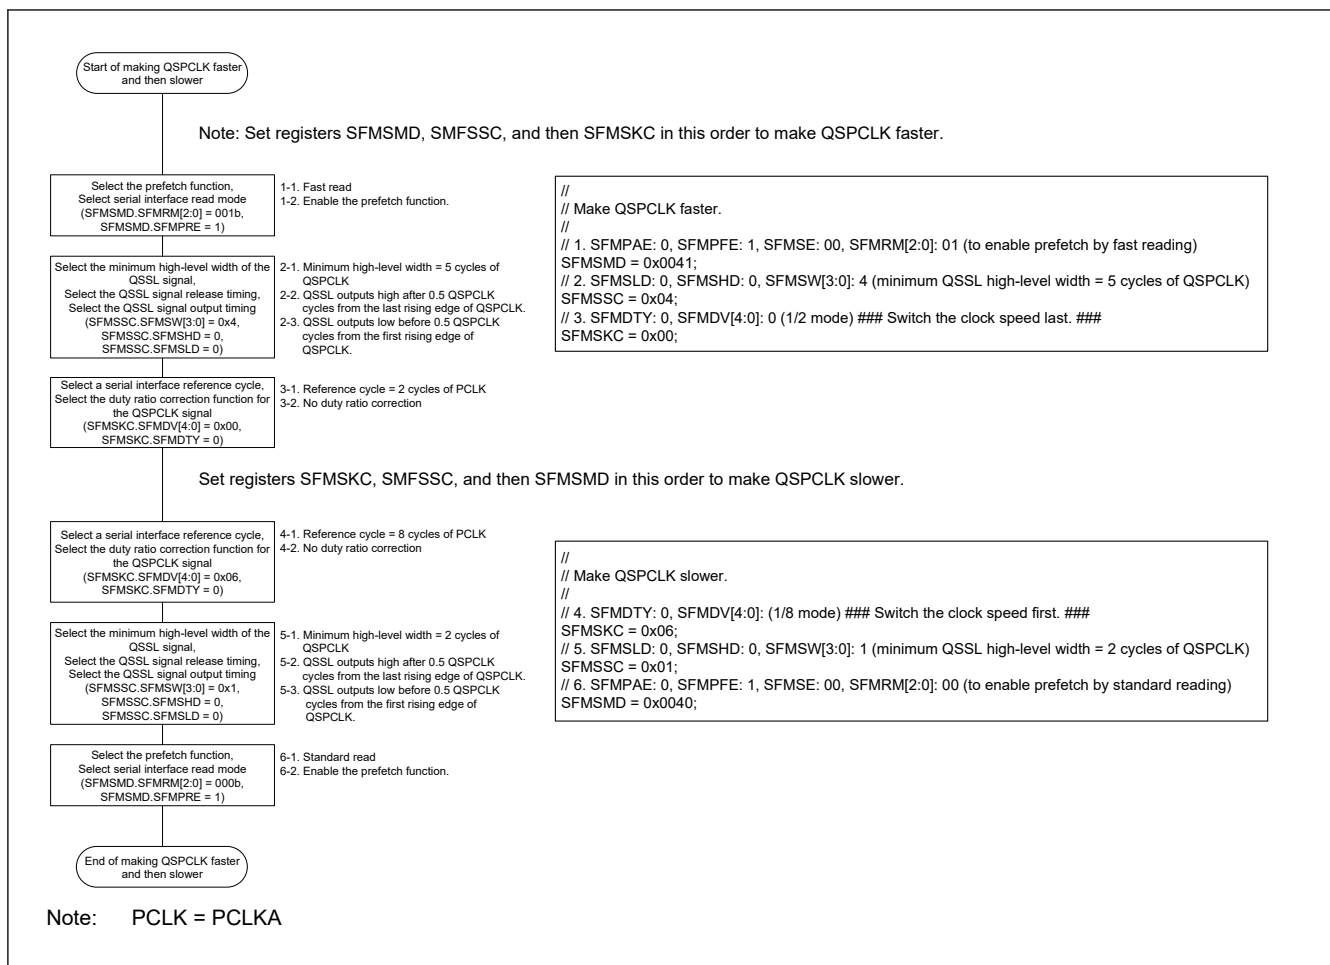 Start of making QSPCLK faster
and then slower
Note: Set registers SFMSMD, SMFSSC, and then SFMSKC in this order to make QSPCLK faster.
Select the prefetch function,
Select serial interface read mode
(SFMSMD.SFMRM[2:0] = 001b,
SFMSMD.SFMPRE = 1)
1-1. Fast read
1-2. Enable the prefetch function.
Select the minimum high-level width of the
QSSL signal,
Select the QSSL signal release timing,
Select the QSSL signal output timing
(SFMSSC.SFMSW[3:0] = 0x4,
SFMSSC.SFMSHD = 0,
SFMSSC.SFMSLD = 0)
2-1. Minimum high-level width = 5 cycles of
QSPCLK
2-2. QSSL outputs high after 0.5 QSPCLK
cycles from the last rising edge of QSPCLK.
2-3. QSSL outputs low before 0.5 QSPCLK
cycles from the first rising edge of
QSPCLK.
Select a serial interface reference cycle,
Select the duty ratio correction function for
the QSPCLK signal
(SFMSKC.SFMDV[4:0] = 0x00,
SFMSKC.SFMDTY = 0)
3-1. Reference cycle = 2 cycles of PCLK
3-2. No duty ratio correction
//
// Make QSPCLK faster.
//
// 1. SFMPAE: 0, SFMPFE: 1, SFMSE: 00, SFMRM[2:0]: 01 (to enable prefetch by fast reading)
SFMSMD = 0x0041;
// 2. SFMSLD: 0, SFMSHD: 0, SFMSW[3:0]: 4 (minimum QSSL high-level width = 5 cycles of QSPCLK)
SFMSSC = 0x04;
// 3. SFMDTY: 0, SFMDV[4:0]: 0 (1/2 mode) ### Switch the clock speed last. ###
SFMSKC = 0x00;
Set registers SFMSKC, SMFSSC, and then SFMSMD in this order to make QSPCLK slower.
Select a serial interface reference cycle,
Select the duty ratio correction function for
the QSPCLK signal
(SFMSKC.SFMDV[4:0] = 0x06,
SFMSKC.SFMDTY = 0)
4-1. Reference cycle = 8 cycles of PCLK
4-2. No duty ratio correction
Select the minimum high-level width of the
QSSL signal,
Select the QSSL signal release timing,
Select the QSSL signal output timing
(SFMSSC.SFMSW[3:0] = 0x1,
SFMSSC.SFMSHD = 0,
SFMSSC.SFMSLD = 0)
5-1. Minimum high-level width = 2 cycles of
QSPCLK
5-2. QSSL outputs high after 0.5 QSPCLK
cycles from the last rising edge of QSPCLK.
5-3. QSSL outputs low before 0.5 QSPCLK
cycles from the first rising edge of
QSPCLK.
Select the prefetch function,
Select serial interface read mode
(SFMSMD.SFMRM[2:0] = 000b,
SFMSMD.SFMPRE = 1)
6-1. Standard read
6-2. Enable the prefetch function.
//
// Make QSPCLK slower.
//
// 4. SFMDTY: 0, SFMDV[4:0]: (1/8 mode) ### Switch the clock speed first. ###
SFMSKC = 0x06;
// 5. SFMSLD: 0, SFMSHD: 0, SFMSW[3:0]: 1 (minimum QSSL high-level width = 2 cycles of QSPCLK)
SFMSSC = 0x01;
// 6. SFMPAE: 0, SFMPFE: 1, SFMSE: 00, SFMRM[2:0]: 00 (to enable prefetch by standard reading)
SFMSMD = 0x0040;
End of making QSPCLK faster
and then slower
Note: PCLK = PCLKA